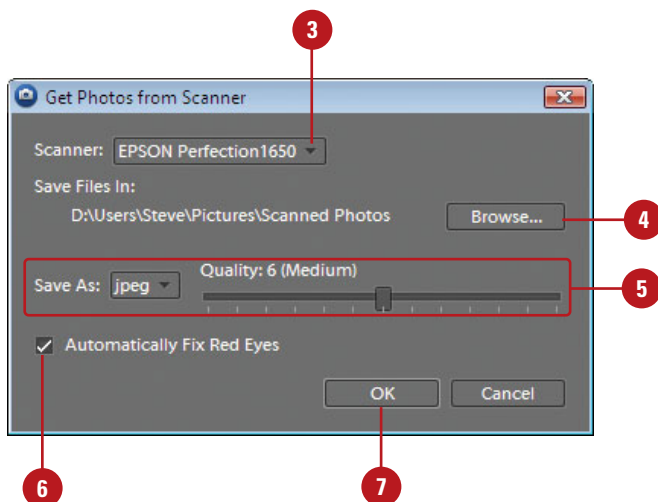 3
Get Photos from Scanner
Scanner: EPSON Perfection1650
Save Files In:
D:\Users\Steve\Pictures\Scanned Photos
Browse...
4
Quality: 6 (Medium)
Save As: jpeg
5
Automatically Fix Red Eyes
OK
Cancel
6
7